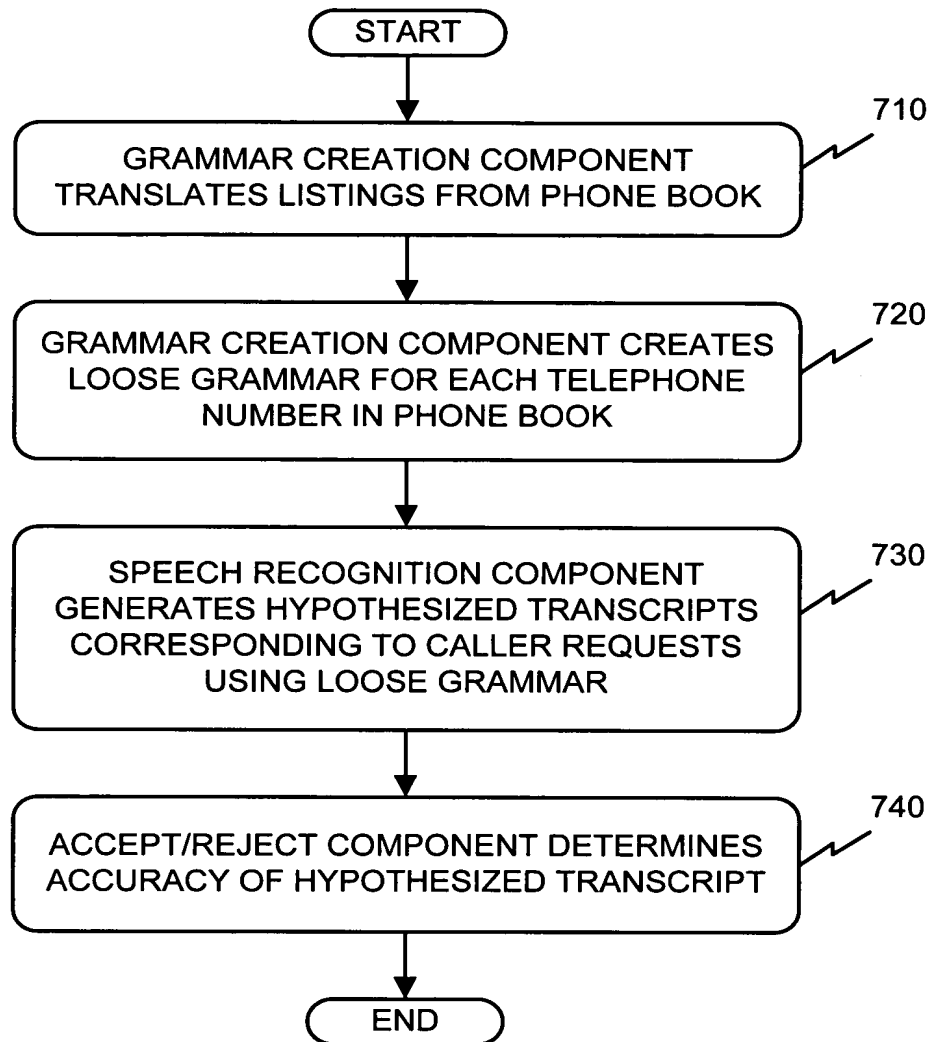 START
710
GRAMMAR CREATION COMPONENT
TRANSLATES LISTINGS FROM PHONE BOOK
720
GRAMMAR CREATION COMPONENT CREATES
LOOSE GRAMMAR FOR EACH TELEPHONE
NUMBER IN PHONE BOOK
730
SPEECH RECOGNITION COMPONENT
GENERATES HYPOTHESIZED TRANSCRIPTS
CORRESPONDING TO CALLER REQUESTS
USING LOOSE GRAMMAR
740
ACCEPT/REJECT COMPONENT DETERMINES
ACCURACY OF HYPOTHESIZED TRANSCRIPT
END